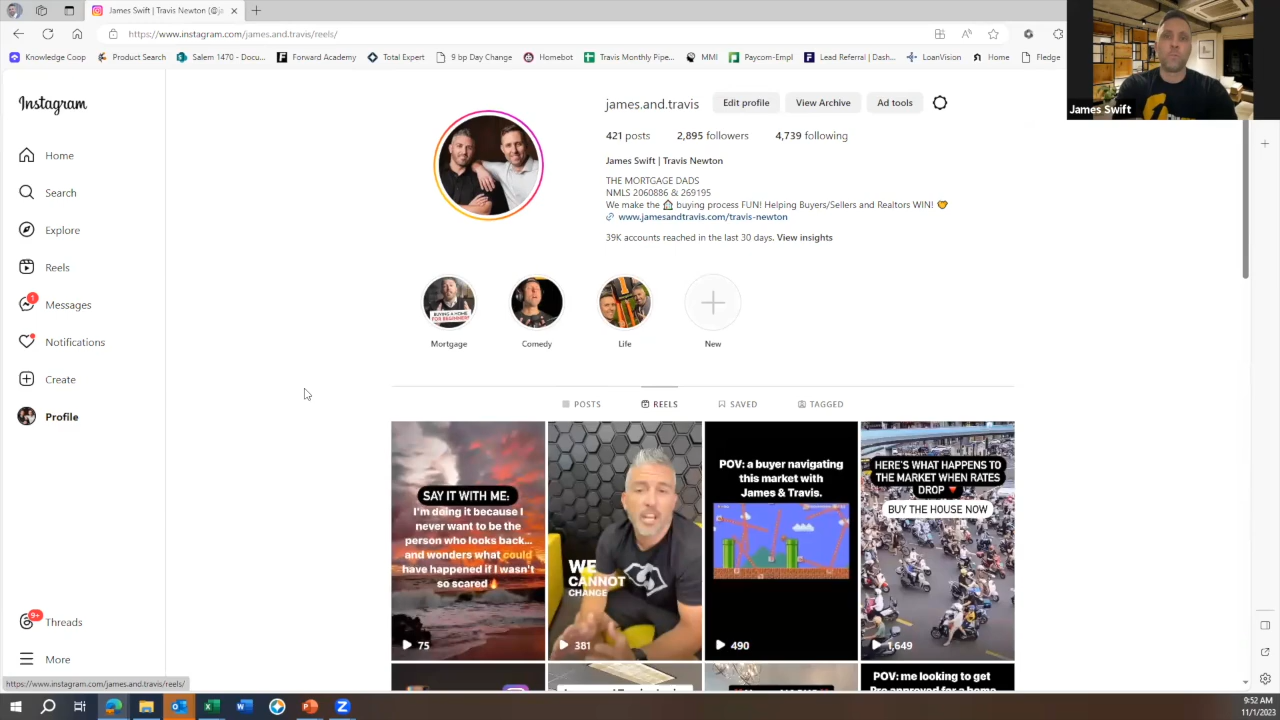 James Swift | Travis Newton (@ja
https://www.instagram.com/james.and.travis/reels/
Knowledge Coop
Product Search
Salem 1470 - Docu...
Forward Academy
Total Expert
9 bp Day Change
Homebot
Travis Monthly Pipe...
MMI
Paycom-Empl
Lead Referral | Dash...
LoanVision
Home
Fledge
James Swift
Instagram
Home
Search
Explore
Reels
1
Messages
Notifications
Create
Profile
9+
Threads
More
james.and.travis
Edit profile
View Archive
Ad tools
421 posts
2,895 followers
4,739 following
James Swift | Travis Newton
THE MORTGAGE DADS
NMLS 2060886 & 269195
We make the 🏠 buying process FUN! Helping Buyers/Sellers and Realtors WIN! 🤝
www.jamesandtravis.com/travis-newton
39K accounts reached in the last 30 days. View insights
BUYING A HOME
FOR BEGINNERS
Mortgage
Comedy
Life
New
POSTS
REELS
SAVED
TAGGED
SAY IT WITH ME:
I'm doing it because I
never want to be the
person who looks back...
and wonders what could
have happened if I wasn't
so scared🔥
75
WE
CANNOT
CHANGE
381
POV: a buyer navigating
this market with
James & Travis.
490
HERE'S WHAT HAPPENS TO
THE MARKET WHEN RATES
DROP 🔻
BUY THE HOUSE NOW
1,649
POV: me looking to get
Pre approved for a home
https://www.instagram.com/james.and.travis/reels/
9:52 AM
11/1/2023